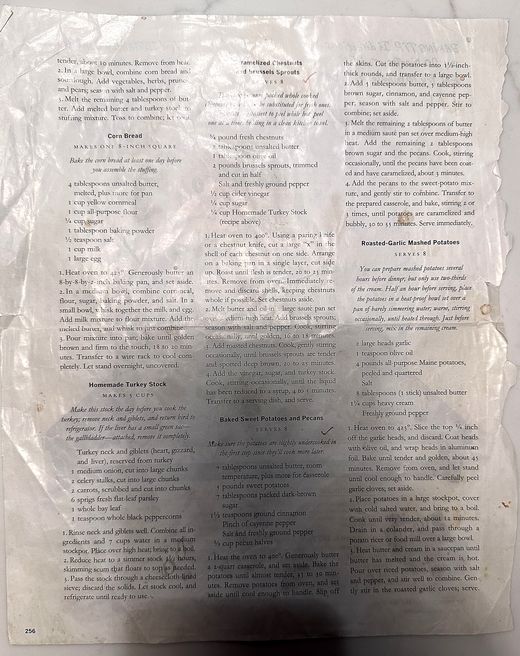 tender, about 10 minutes. Remove from heat.
2. In a large bowl, combine corn bread and
sourdough. Add vegetables, herbs, prunes,
and pears; season with salt and pepper.
3. Melt the remaining 4 tablespoons of but-
ter. Add melted butter and turkey stock to
stuffing mixture. Toss to combine;
Corn Bread
MAKES ONE 8-INCH SQUARE
Bake the corn bread at least one day before
you assemble the stuffing.
4 tablespoons unsalted butter,
melted, plus more for pan
1 cup yellow cornmeal
1 cup all-purpose flour
cup sugar
1 tablespoon baking powder
½ teaspoon salt
1 cup milk
1 large egg
1. Heat oven to 425°. Generously butter an
8-by-8-by-2-inch baking pan, and set aside.
2. In a medium bowl, combine corn meal,
flour, sugar, baking powder, and salt. In a
small bowl, whisk together the milk and egg.
Add milk mixture to flour mixture. Add the
melted butter, and whisk to just combine.
3. Pour mixture into pan; bake until golden
brown and firm to the touch, 18 to 20 min-
utes. Transfer to a wire rack to cool com-
pletely. Let stand overnight, uncovered.
Homemade Turkey Stock
MAKES 3 CUPS
Make this stock the day before you cook the
turkey; remove neck and giblets, and return bird to
refrigerator. If the liver has a small green sac—
the gallbladder—attached, remove it completely.
Turkey neck and giblets (heart, gizzard,
and liver), reserved from turkey
1 medium onion, cut into large chunks
2 celery stalks, cut into large chunks
2 carrots, scrubbed and cut into chunks
6 sprigs fresh flat-leaf parsley
1 whole bay leaf
1 teaspoon whole black peppercorns
1. Rinse neck and giblets well. Combine all in-
gredients and 7 cups water in a medium
stockpot. Place over high heat; bring to a boil.
2. Reduce heat to a simmer stock hours,
skimming scum that floats to top as needed.
3. Pass the stock through a cheesecloth-lined
sieve; discard the solids. Let stock cool, and
refrigerate until ready to use.
256
Caramelized Chestnuts
and Brussels Sprouts
SERVES 8
whole cooked
be substituted for fresh ones.
to peel while
one at a time, in a clean kitchen towel.
pound fresh chestnuts
tablespoons unsalted butter
tablespoon olive oil
2 pounds brussels sprouts, trimmed
and cut in half
Salt and freshly ground pepper
½ cup cider vinegar
½ cup sugar
¼ cup Homemade Turkey Stock
(recipe above)
1. Heat oven to 400°. Using a paring knife
or a chestnut knife, cut a large "x" in the
shell of each chestnut on one side. Arrange
on a baking pan in a single layer, cut side
up. Roast until flesh is tender, 20 to 25 min-
utes. Remove from oven. Immediately re-
move and discard shells, keeping chestnuts
whole if possible. Set chestnuts aside.
2. Melt butter and oil in a large sauté pan set
over medium-high heat. Add brussels sprouts;
season with salt and pepper. Cook, stirring
occasionally, until golden, 16 to 18 minutes.
3. Add roasted chestnuts. Cook, gently stirring
occasionally, until brussels sprouts are tender
and spotted deep brown, 20 to 25 minutes.
4. Add the vinegar, sugar, and turkey stock.
Cook, stirring occasionally, until the liquid
has been reduced to a syrup, 4 to 5 minutes.
Transfer to a serving dish, and serve.
Baked Sweet Potatoes and Pecans
SERVES 8
Make sure the potatoes are slightly undercooked in
the first step since they'll cook more later.
7 tablespoons unsalted butter, room
temperature, plus more for casserole
4 pounds sweet potatoes
7 tablespoons packed dark-brown
sugar
1½ teaspoons ground cinnamon
Pinch of cayenne pepper
Salt and freshly ground pepper
cup pecan halves
1. Heat the oven to 400°. Generously butter
a 2-quart casserole, and set aside. Bake the
potatoes until almost tender, 35 to 50 min-
utes. Remove potatoes from oven, and set
aside until cool enough to handle. Slip off
the skins. Cut the potatoes into 1½-inch-
thick rounds, and transfer to a large bowl.
2. Add 5 tablespoons butter, 5 tablespoons
brown sugar, cinnamon, and cayenne pep-
per, season with salt and pepper. Stir to
combine; set aside.
3. Melt the remaining 2 tablespoons of butter
in a medium sauté pan set over medium-high
heat. Add the remaining 2 tablespoons
brown sugar and the pecans. Cook, stirring
occasionally, until the pecans have been coat-
ed and have caramelized, about 3 minutes.
4. Add the pecans to the sweet-potato mix-
ture, and gently stir to combine. Transfer to
the prepared casserole, and bake, stirring 2 or
3 times, until potatoes are caramelized and
bubbly, 50 to 55 minutes. Serve immediately.
Roasted-Garlic Mashed Potatoes
SERVES 8
You can prepare mashed potatoes several
hours before dinner, but only use two-thirds
of the cream. Half an hour before serving, place
the potatoes in a heat-proof bowl set over a
pan of barely simmering water; warm, stirring
occasionally, until heated through. Just before
serving, mix in the remaining cream.
2 large heads garlic
1 teaspoon olive oil
4 pounds all-purpose Maine potatoes,
peeled and quartered
Salt
8 tablespoons (1 stick) unsalted butter
1¼ cups heavy cream
Freshly ground pepper
1. Heat oven to 425°. Slice the top ¼ inch
off the garlic heads, and discard. Coat heads
with olive oil, and wrap heads in aluminum
foil. Bake until tender and golden, about 45
minutes. Remove from oven, and let stand
until cool enough to handle. Carefully peel
garlic cloves; set aside.
2. Place potatoes in a large stockpot, cover
with cold salted water, and bring to a boil.
Cook until very tender, about 12 minutes.
Drain in a colander, and pass through a
potato ricer or food mill over a large bowl.
3. Heat butter and cream in a saucepan until
butter has melted and the cream is hot.
Pour over potatoes, season with salt
and pepper, and stir well to combine. Gen-
tly stir in the roasted garlic cloves; serve.